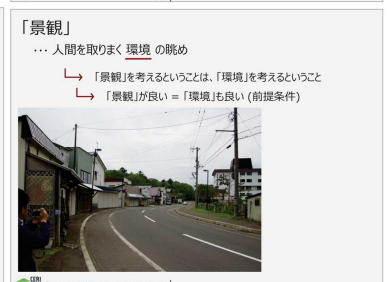 「景観」
… 人間を取りまく 環境 の眺め
「景観」を考えるということは、「環境」を考えるということ
「景観」が良い = 「環境」も良い (前提条件)
CERI